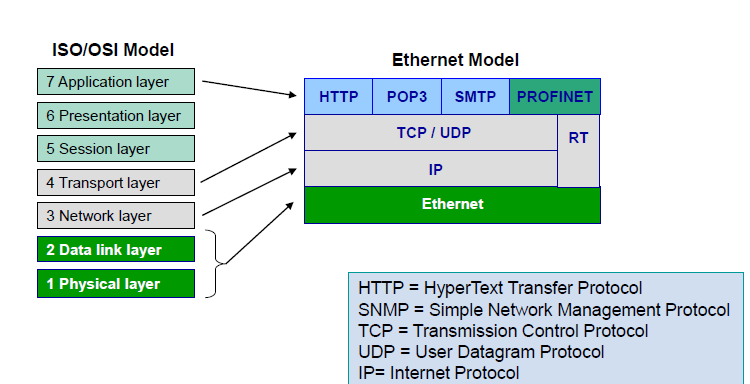 ISO/OSI Model
7 Application layer
6 Presentation layer
5 Session layer
4 Transport layer
3 Network layer
2 Data link layer
1 Physical layer
Ethernet Model
HTTP POP3 SMTP PROFINET
TCP / UDP
RT
IP
Ethernet
HTTP = HyperText Transfer Protocol
SNMP = Simple Network Management Protocol
TCP = Transmission Control Protocol
UDP = User Datagram Protocol
IP= Internet Protocol